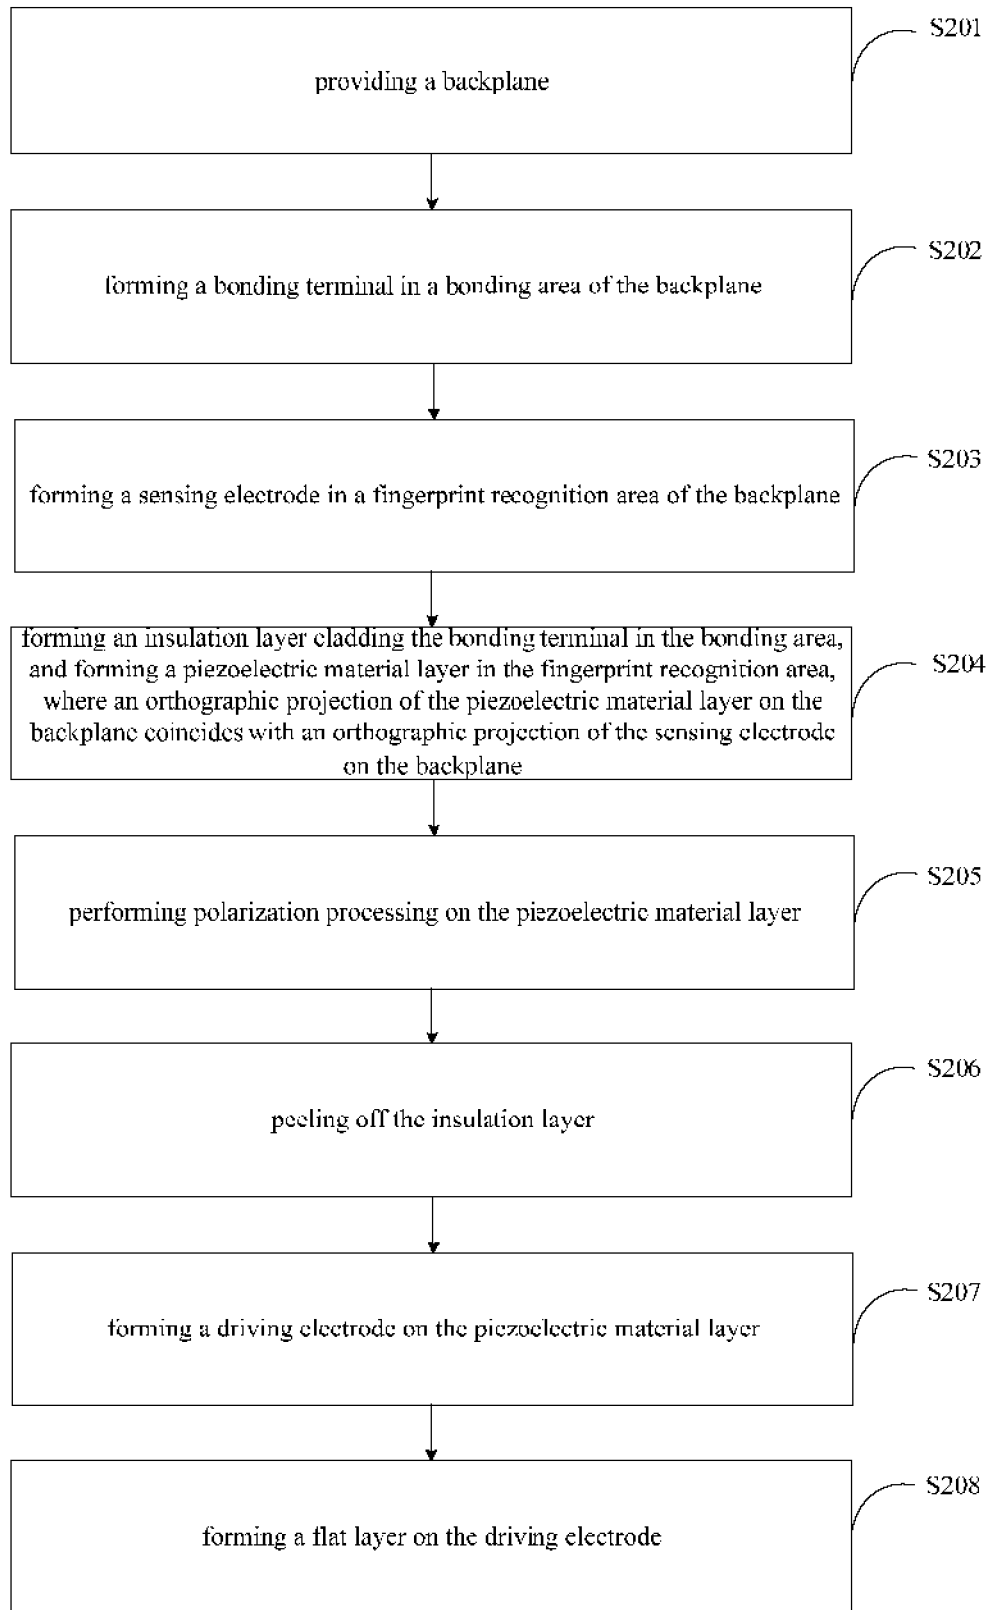 S201
providing a backplane
S202
forming a bonding terminal in a bonding area of the backplane
S203
forming a sensing electrode in a fingerprint recognition area of the backplane
S204
forming an insulation layer cladding the bonding terminal in the bonding area,
and forming a piezoelectric material layer in the fingerprint recognition area,
where an orthographic projection of the piezoelectric material layer on the
backplane coincides with an orthographic projection of the sensing electrode
on the backplane
S205
performing polarization processing on the piezoelectric material layer
S206
peeling off the insulation layer
S207
forming a driving electrode on the piezoelectric material layer
S208
forming a flat layer on the driving electrode